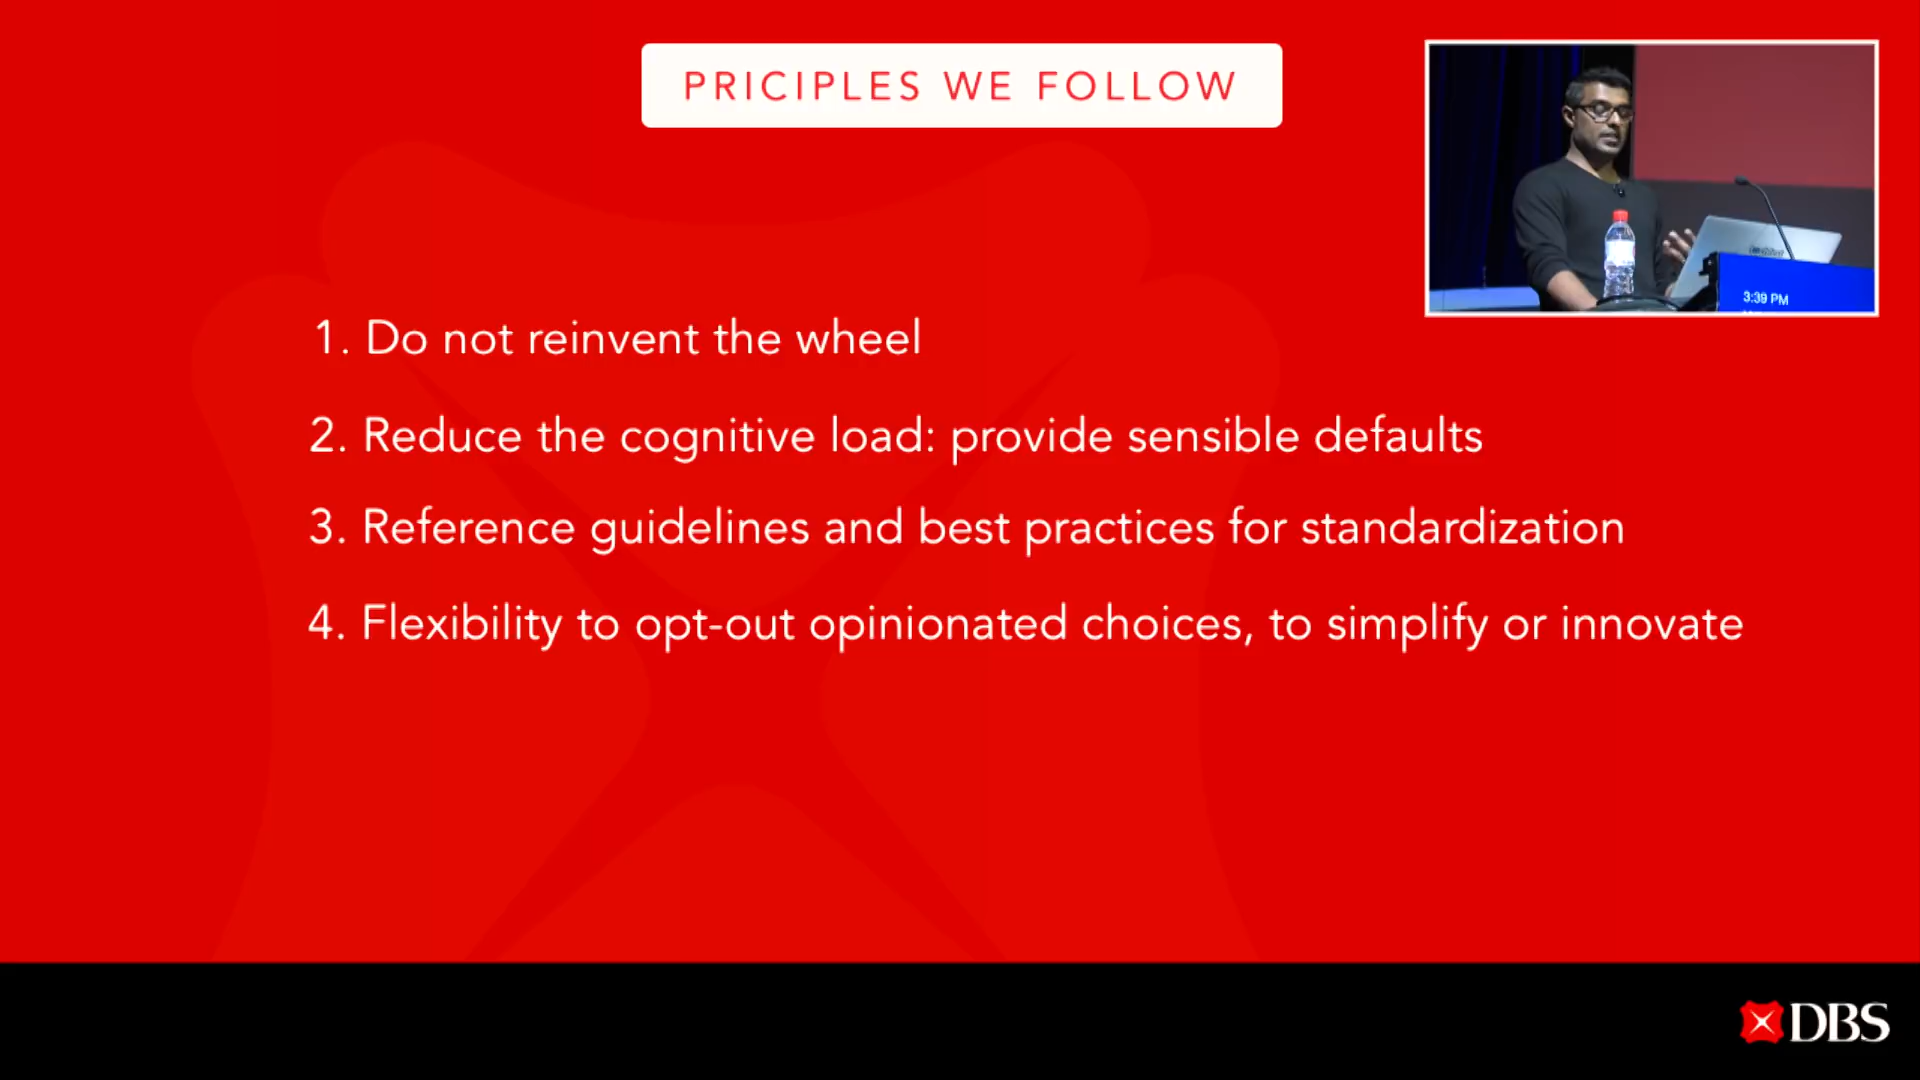 PRICIPLES WE FOLLOW
1. Do not reinvent the wheel
2. Reduce the cognitive load: provide sensible defaults
3. Reference guidelines and best practices for standardization
4. Flexibility to opt-out opinionated choices, to simplify or innovate
3:39 PM
DBS